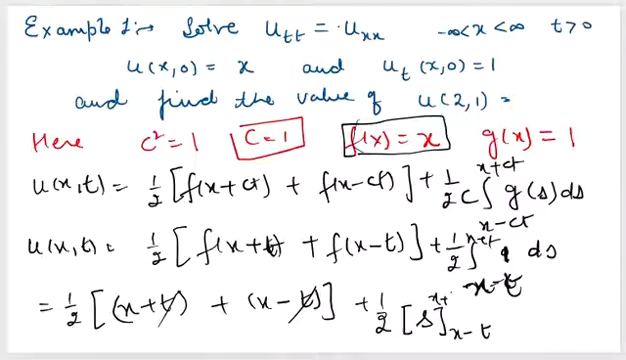 Example 1:→ Solve u_tt = u_xx -∞<x<∞ t>0
u(x,0) = x and u_t (x,0) = 1
and find the value of u(2,1) =
Here c² = 1 C = 1 f(x) = x g(x) = 1
u(x,t) = 1/2 [f(x+ct) + f(x-ct)] + 1/2c ∫_{x-ct}^{x+ct} g(s) ds
u(x,t) = 1/2 [f(x+t) + f(x-t)] + 1/2 ∫_{x-t}^{x+t} 1 ds
= 1/2 [(x+t) + (x-t)] + 1/2 [s]_{x-t}^{x+}